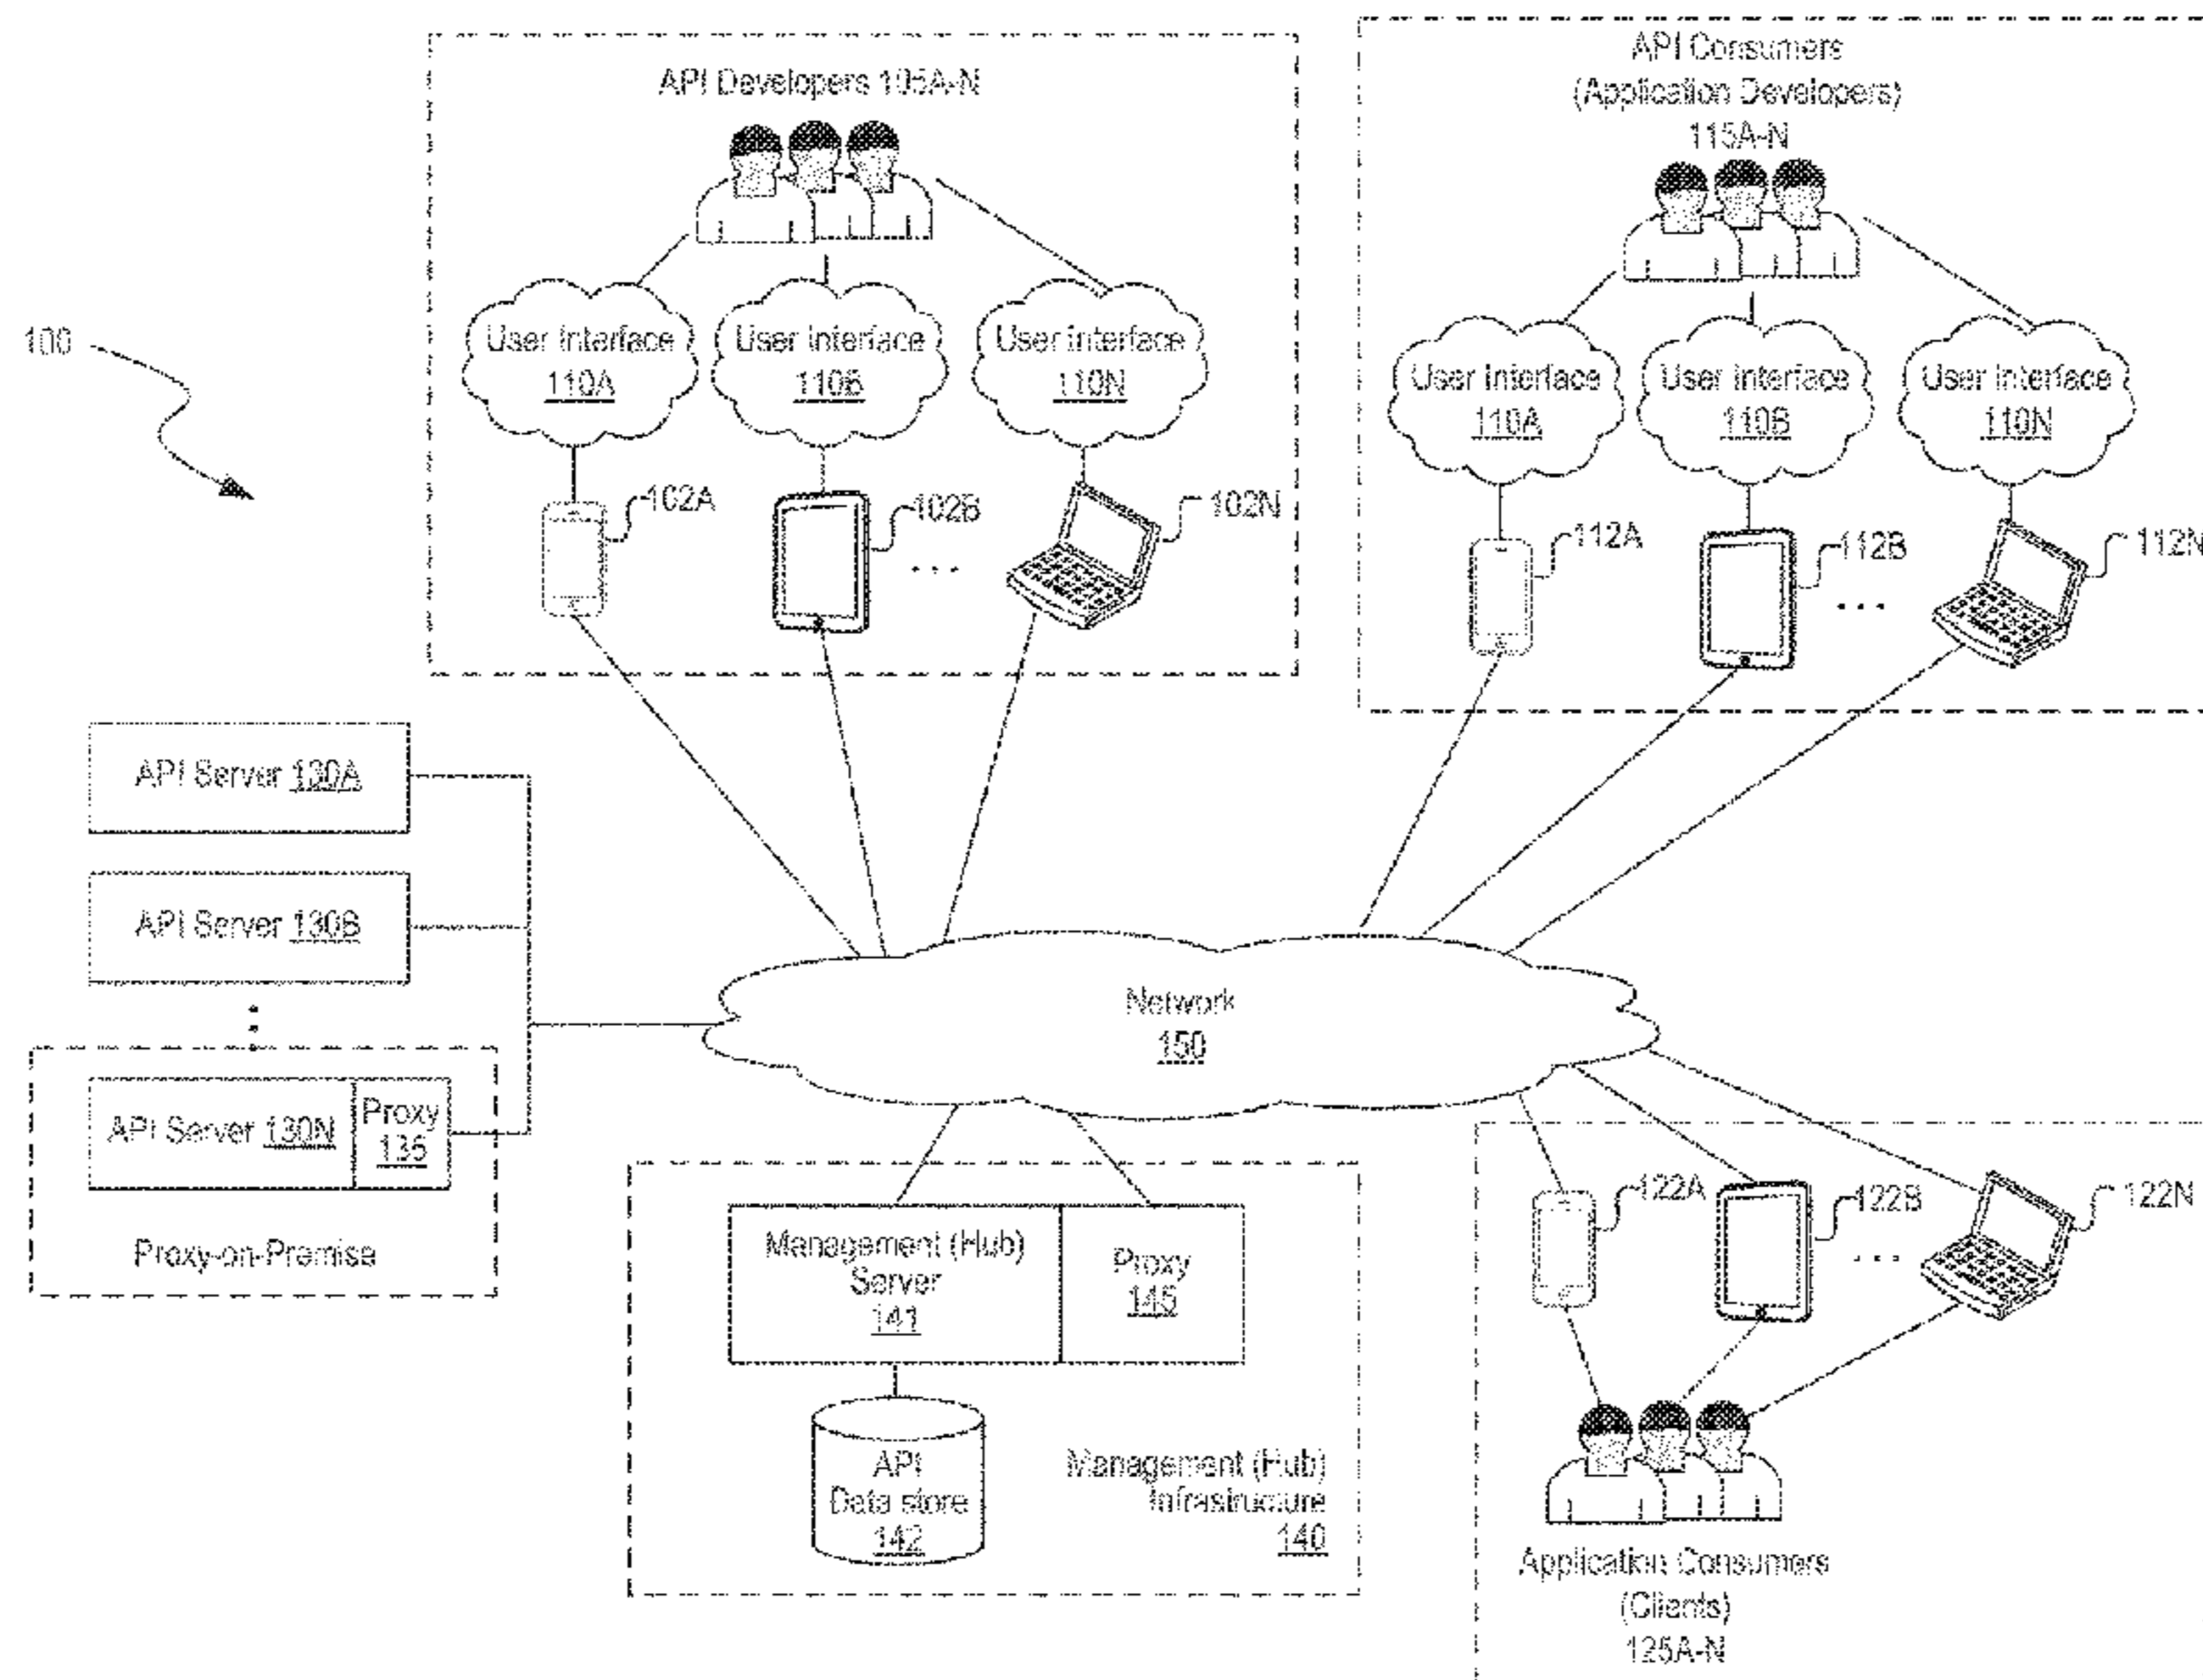 API Developers 105A-N
API Consumers
(Application Developers)
115A-N
100
User Interface
110A
User Interface
110B
User Interface
110N
User Interface
110A
User Interface
110B
User Interface
110N
102A
102B
...
102N
112A
112B
...
112N
API Server 130A
API Server 130B
API Server 130N
Proxy
135
Proxy-on-Premise
Network
150
Management (Hub)
Server
141
Proxy
145
API
Data store
142
Management (Hub)
Infrastructure
140
122A
122B
...
122N
Application Consumers
(Clients)
125A-N